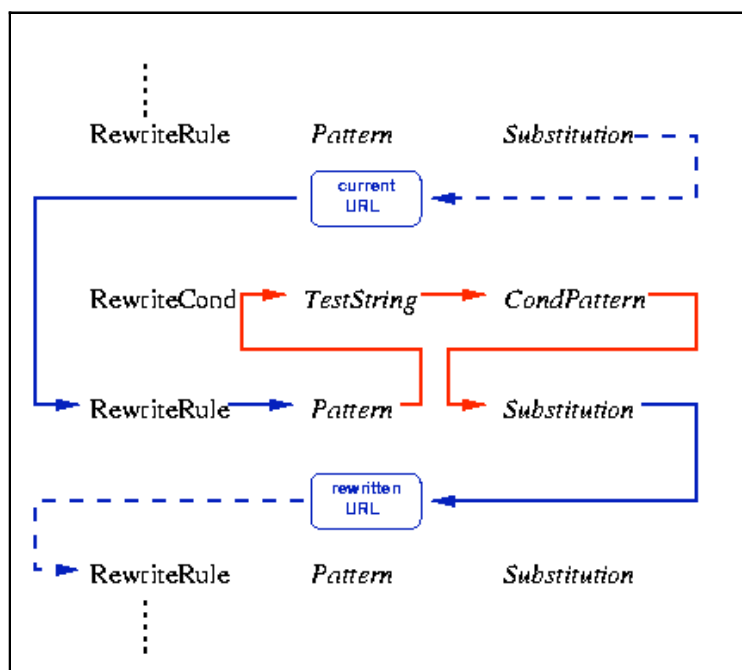 RewriteRule Pattern Substitution
current
URL
RewriteCond TestString CondPattern
RewriteRule Pattern Substitution
rewritten
URL
RewriteRule Pattern Substitution